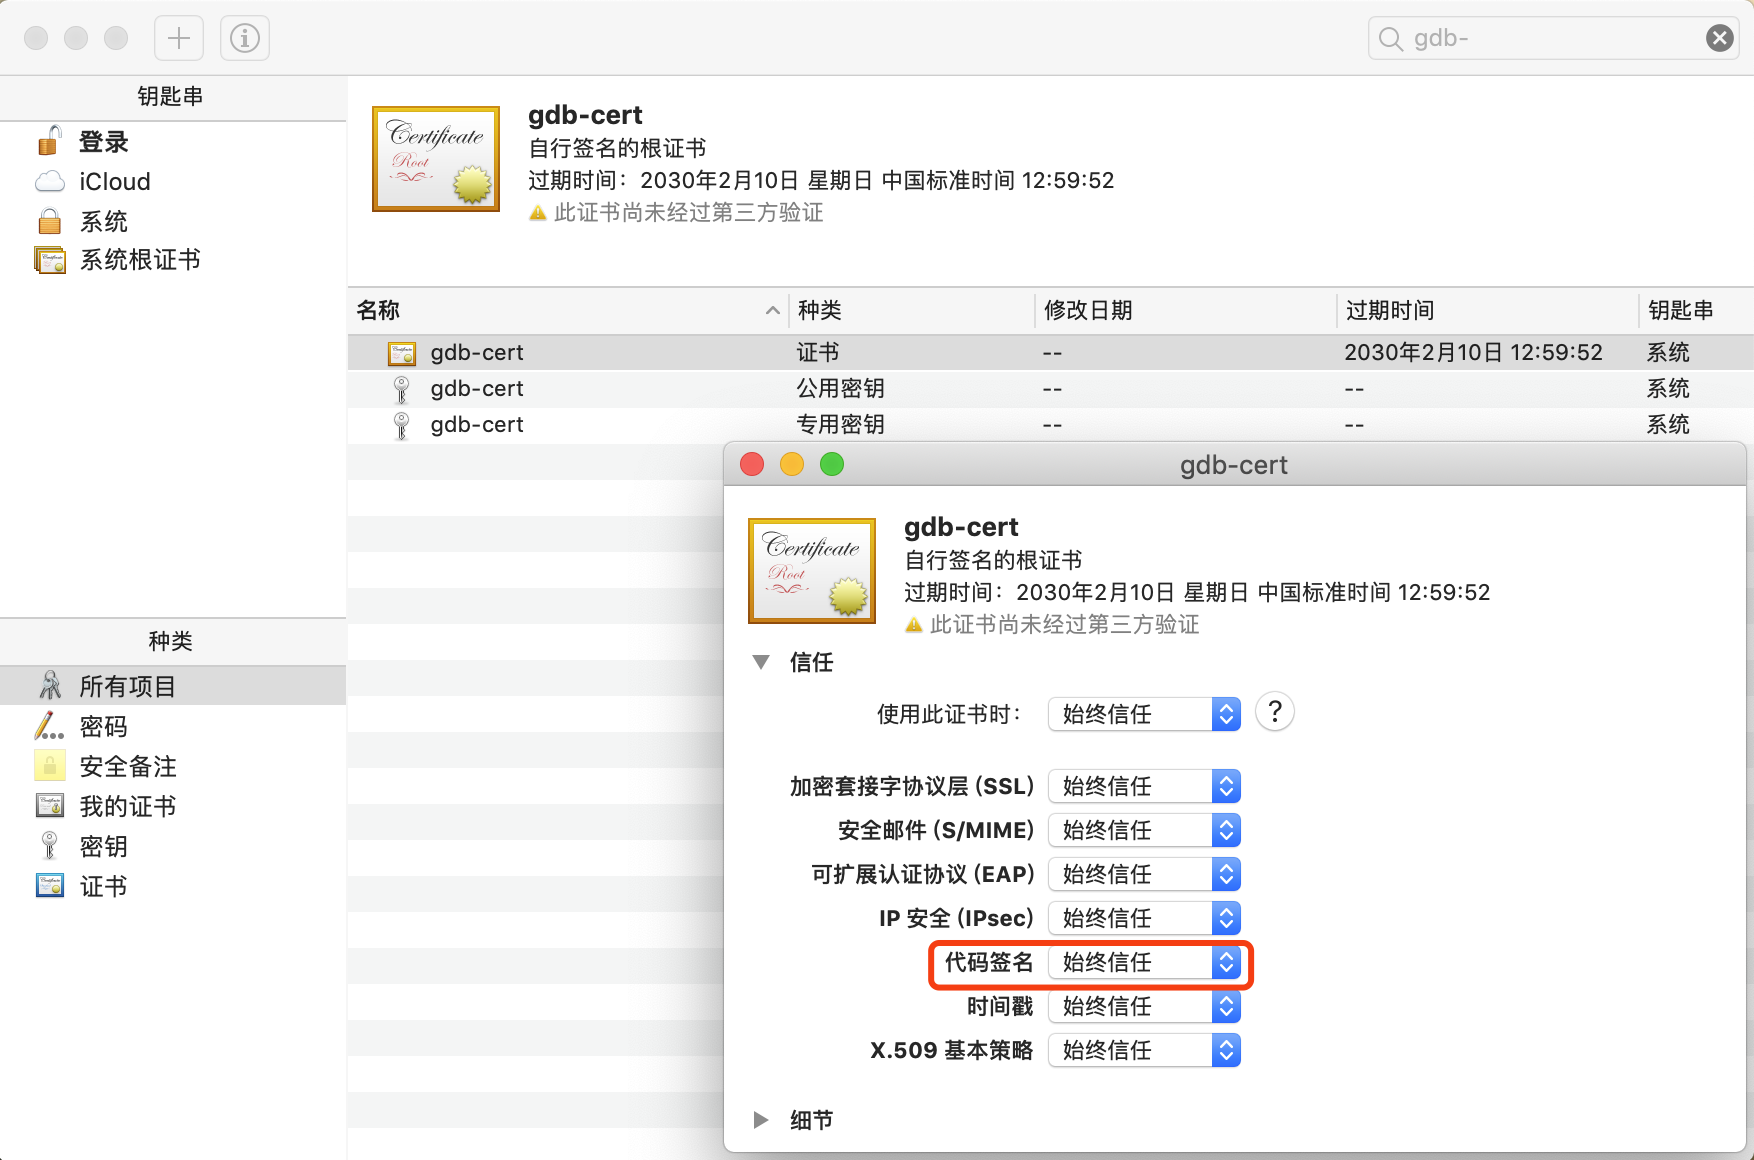 gdb-
钥匙串
登录
iCloud
系统
系统根证书
种类
所有项目
密码
安全备注
我的证书
密钥
证书
Certificate
Root
gdb-cert
自行签名的根证书
过期时间：2030年2月10日 星期日 中国标准时间 12:59:52
此证书尚未经过第三方验证
名称 种类 修改日期 过期时间 钥匙串
gdb-cert 证书 -- 2030年2月10日 12:59:52 系统
gdb-cert 公用密钥 -- -- 系统
gdb-cert 专用密钥 -- -- 系统
gdb-cert
Certificate
Root
gdb-cert
自行签名的根证书
过期时间：2030年2月10日 星期日 中国标准时间 12:59:52
此证书尚未经过第三方验证
信任
使用此证书时： 始终信任 ?
加密套接字协议层 (SSL) 始终信任
安全邮件 (S/MIME) 始终信任
可扩展认证协议 (EAP) 始终信任
IP 安全 (IPsec) 始终信任
代码签名 始终信任
时间戳 始终信任
X.509 基本策略 始终信任
细节